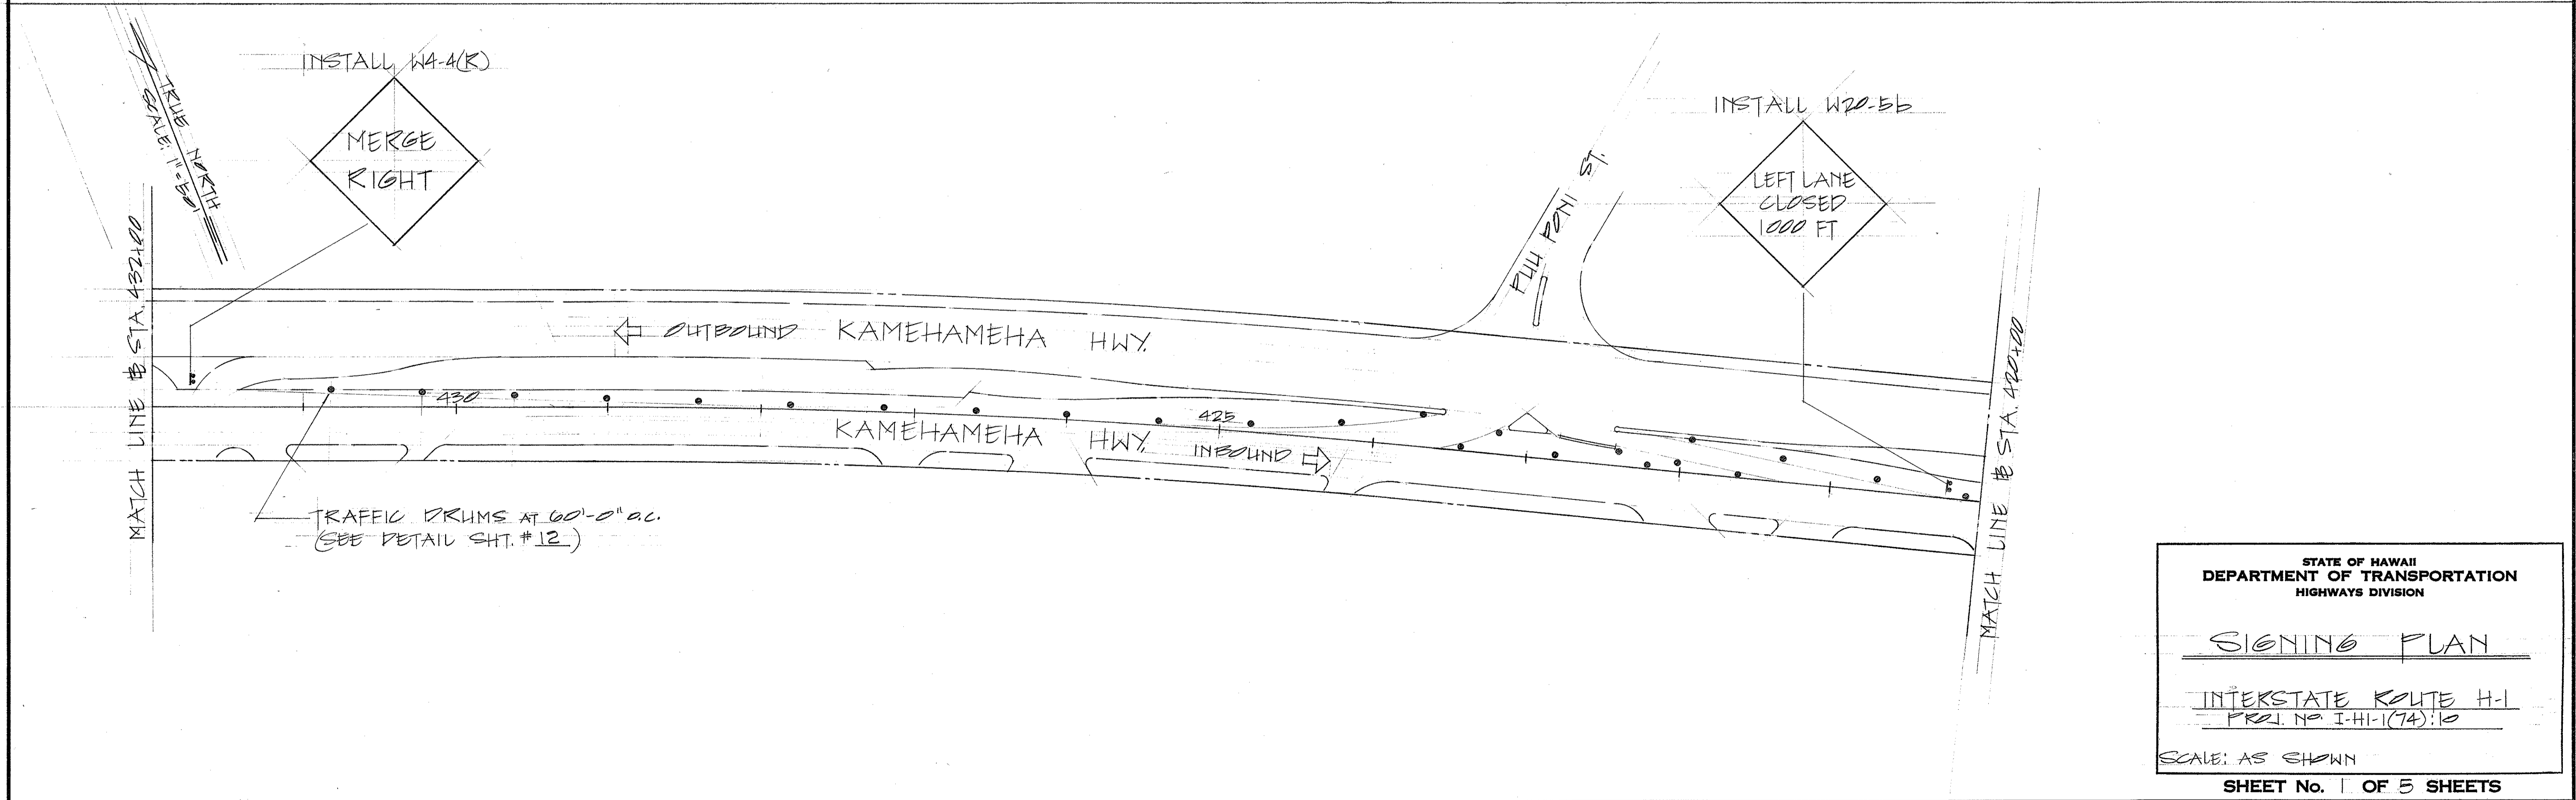 INSTALL W4-4(R)
MERGE
RIGHT
TRUE NORTH
SCALE: 1"=50'
INSTALL W20-5b
LEFT LANE
CLOSED
1000 FT
PUU PONI ST.
MATCH LINE B STA. 432+00
OUTBOUND KAMEHAMEHA HWY.
430
425
KAMEHAMEHA HWY.
INBOUND
MATCH LINE B STA. 420+00
TRAFFIC DRUMS AT 60'-0" O.C.
(SEE DETAIL SHT. #12)
STATE OF HAWAII
DEPARTMENT OF TRANSPORTATION
HIGHWAYS DIVISION
SIGNING PLAN
INTERSTATE ROUTE H-1
PROJ. No. I-H1-1(74):10
SCALE: AS SHOWN
SHEET No. 1 OF 5 SHEETS